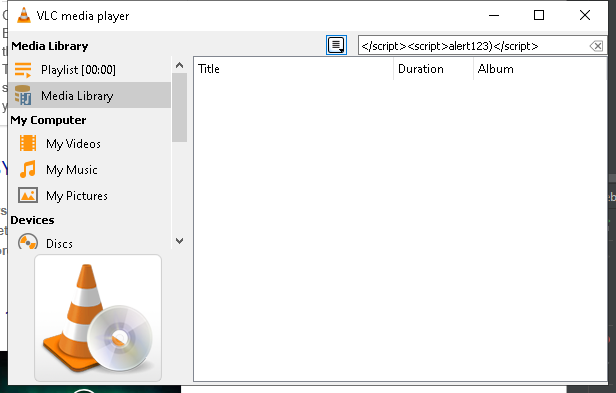 VLC media player
Media Library
</script><script>alert123)</script>
Playlist [00:00]
Title
Duration
Album
Media Library
My Computer
My Videos
My Music
My Pictures
Devices
Discs